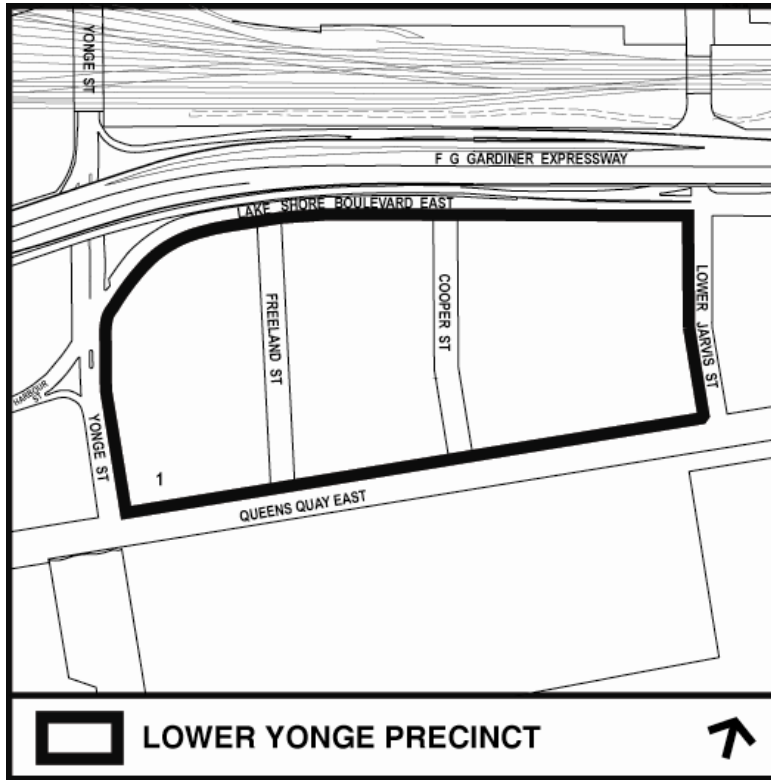 YONGE ST
F G GARDINER EXPRESSWAY
LAKE SHORE BOULEVARD EAST
FREELAND ST
COOPER ST
LOWER JARVIS ST
HARBOUR
ST
YONGE ST
1
QUEENS QUAY EAST
LOWER YONGE PRECINCT